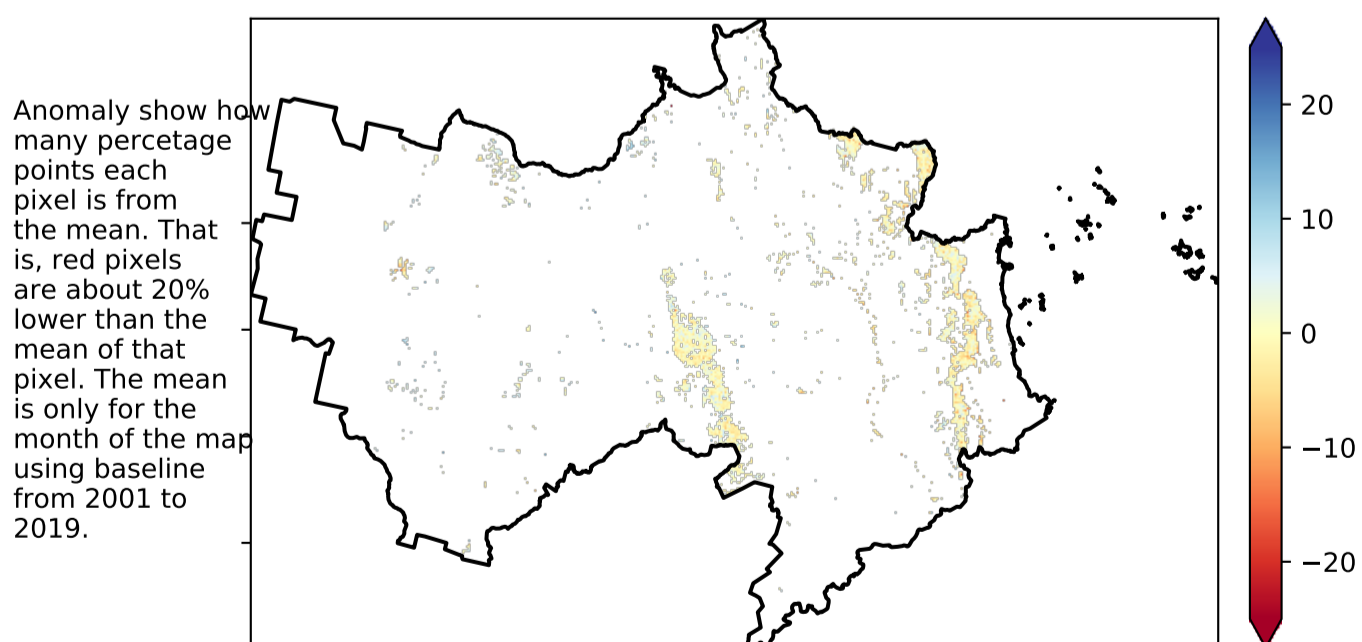 Anomaly show how
many percetage
points each
pixel is from
the mean. That
is, red pixels
are about 20%
lower than the
mean of that
pixel. The mean
is only for the
month of the map
using baseline
from 2001 to
2019.
20
10
0
−10
−20